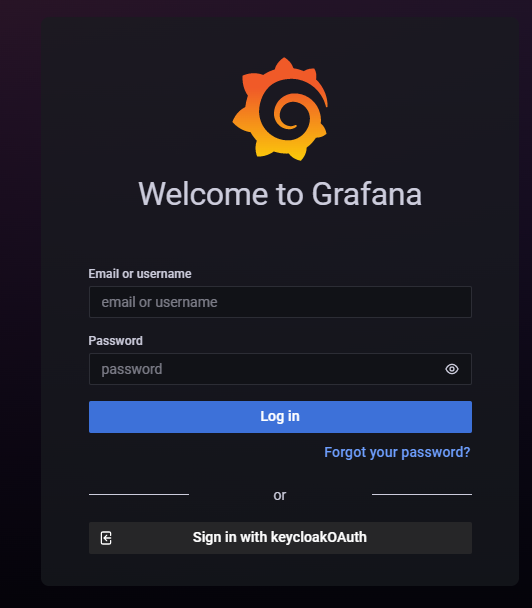 Welcome to Grafana
Email or username
email or username
Password
password
Log in
Forgot your password?
or
Sign in with keycloakOAuth